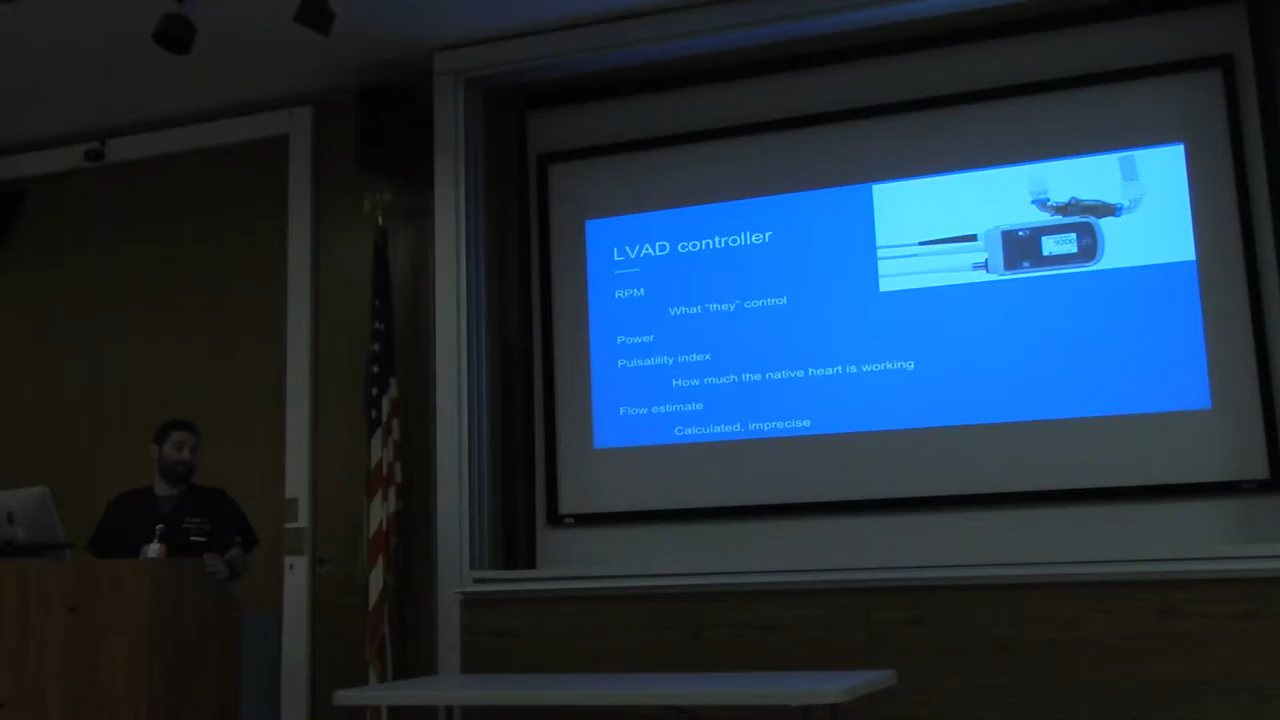 LVAD controller
RPM
What "they" control
Power
Pulsatility index
How much the native heart is working
Flow estimate
Calculated, imprecise
9200